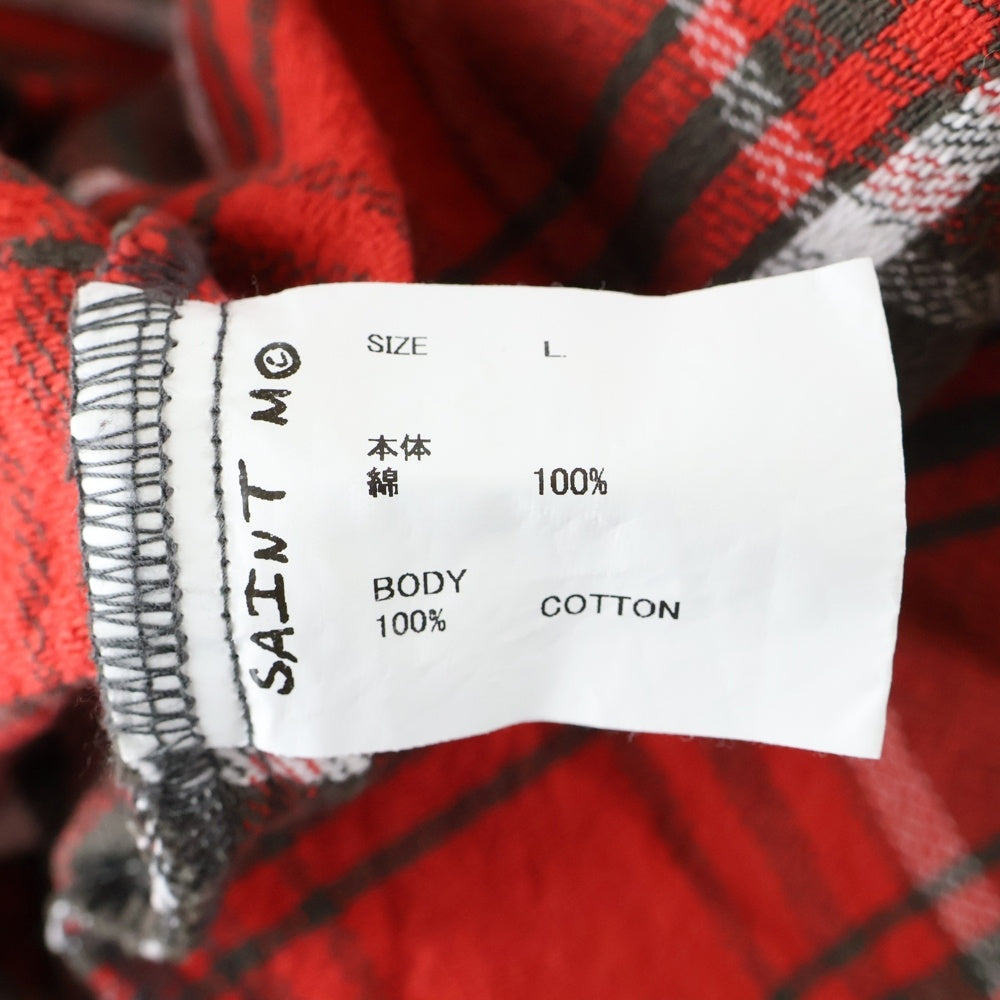 SAINT M©
SIZE L
本体
綿 100%
BODY
100% COTTON